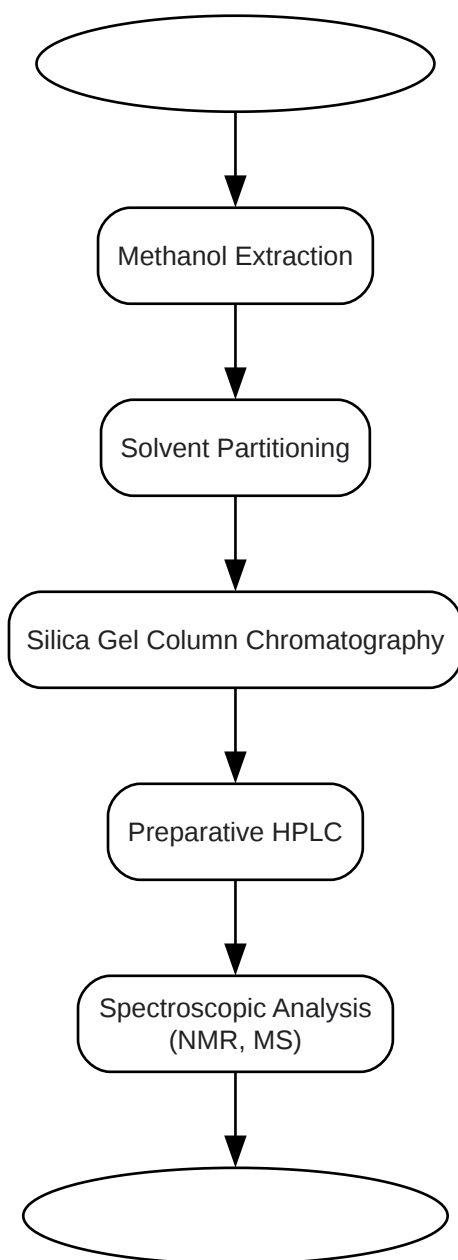 Methanol Extraction
Solvent Partitioning
Silica Gel Column Chromatography
Preparative HPLC
Spectroscopic Analysis
(NMR, MS)